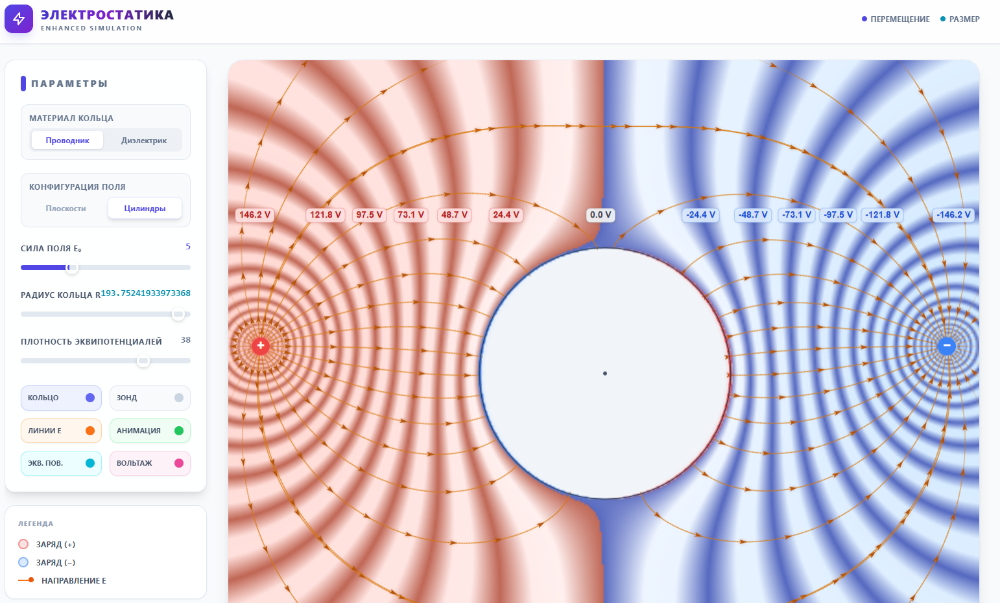 ЭЛЕКТРОСТАТИКА
ENHANCED SIMULATION
ПЕРЕМЕЩЕНИЕ
РАЗМЕР
ПАРАМЕТРЫ
МАТЕРИАЛ КОЛЬЦА
Проводник Диэлектрик
КОНФИГУРАЦИЯ ПОЛЯ
Плоскости Цилиндры
СИЛА ПОЛЯ E₀ 5
РАДИУС КОЛЬЦА R 193.75241933973368
ПЛОТНОСТЬ ЭКВИПОТЕНЦИАЛЕЙ 38
КОЛЬЦО ЗОНД
ЛИНИИ E АНИМАЦИЯ
ЭКВ. ПОВ. ВОЛЬТАЖ
ЛЕГЕНДА
ЗАРЯД (+)
ЗАРЯД (−)
НАПРАВЛЕНИЕ E
146.2 V 121.8 V 97.5 V 73.1 V 48.7 V 24.4 V 0.0 V -24.4 V -48.7 V -73.1 V -97.5 V -121.8 V -146.2 V
+ −